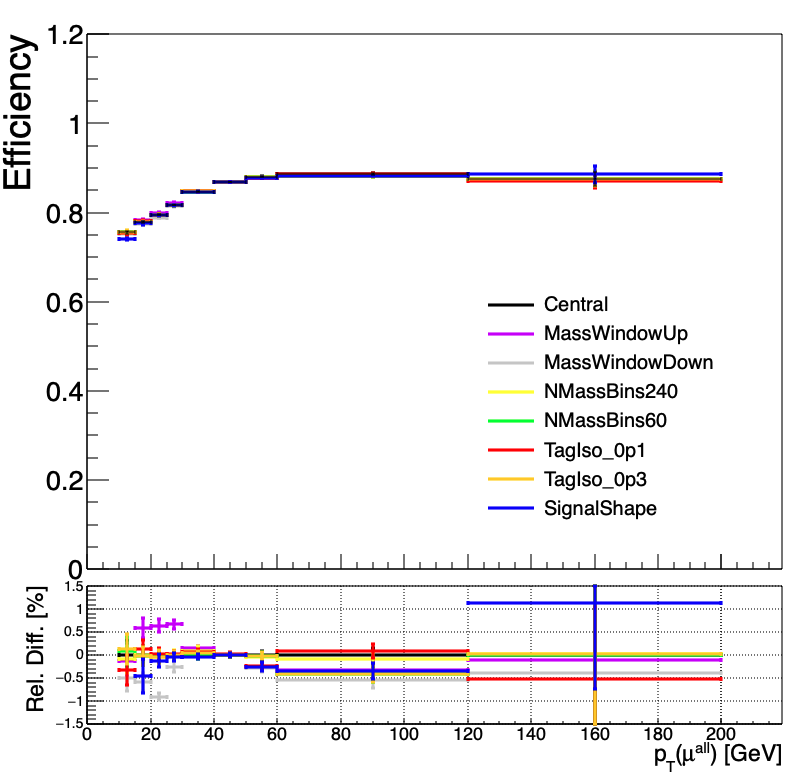 Efficiency
1.2
1
0.8
0.6
0.4
0.2
0
Central
MassWindowUp
MassWindowDown
NMassBins240
NMassBins60
TagIso_0p1
TagIso_0p3
SignalShape
Rel. Diff. [%]
1.5
1
0.5
0
−0.5
−1
−1.5
0 20 40 60 80 100 120 140 160 180 200
p_T(μ^all) [GeV]